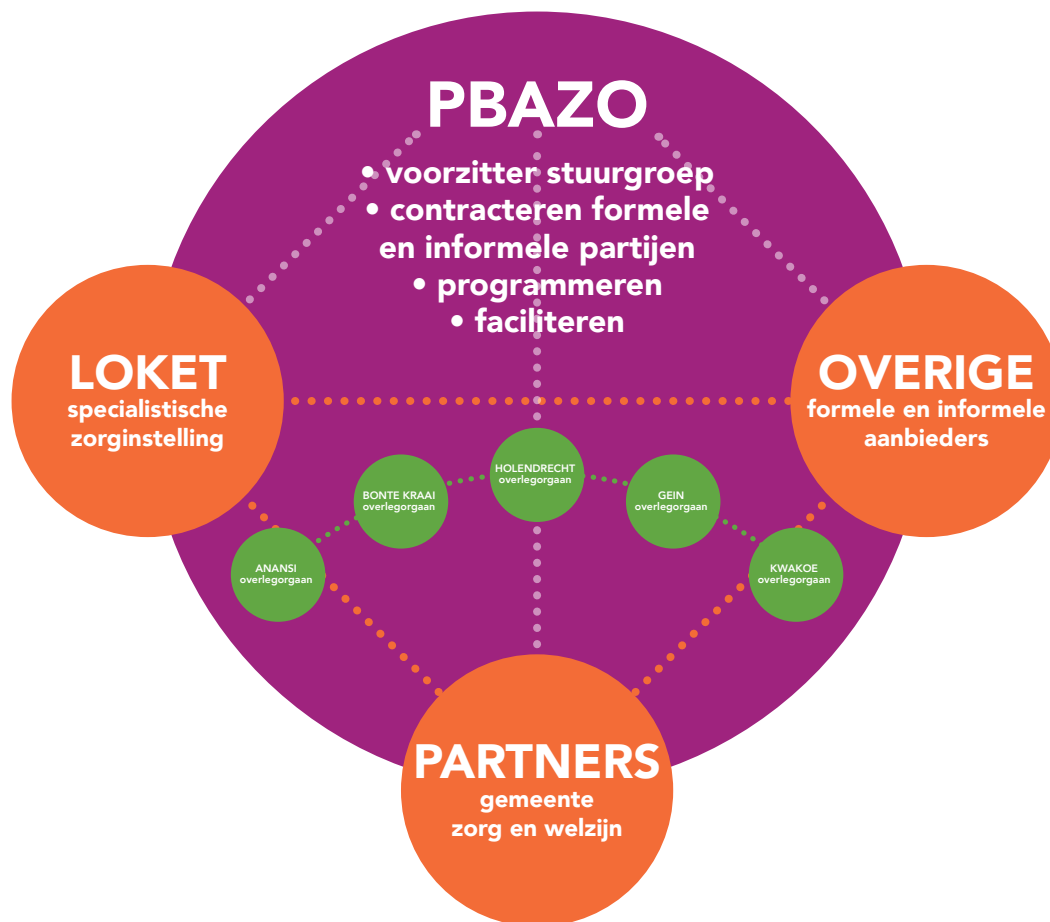 PBAZO
• voorzitter stuurgroep
• contracteren formele
en informele partijen
• programmeren
• faciliteren
LOKET
specialistische
zorginstelling
OVERIGE
formele en informele
aanbieders
HOLENDRECHT
overlegorgaan
BONTE KRAAI
overlegorgaan
GEIN
overlegorgaan
ANANSI
overlegorgaan
KWAKOE
overlegorgaan
PARTNERS
gemeente
zorg en welzijn